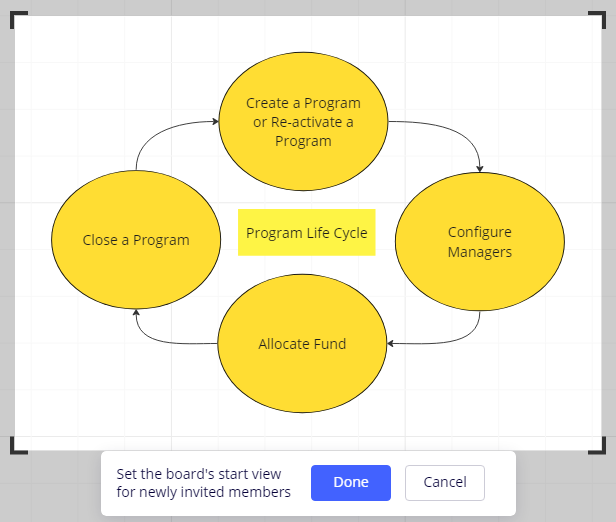 Create a Program
or Re-activate a
Program
Close a Program
Program Life Cycle
Configure
Managers
Allocate Fund
Set the board's start view
for newly invited members
Done
Cancel